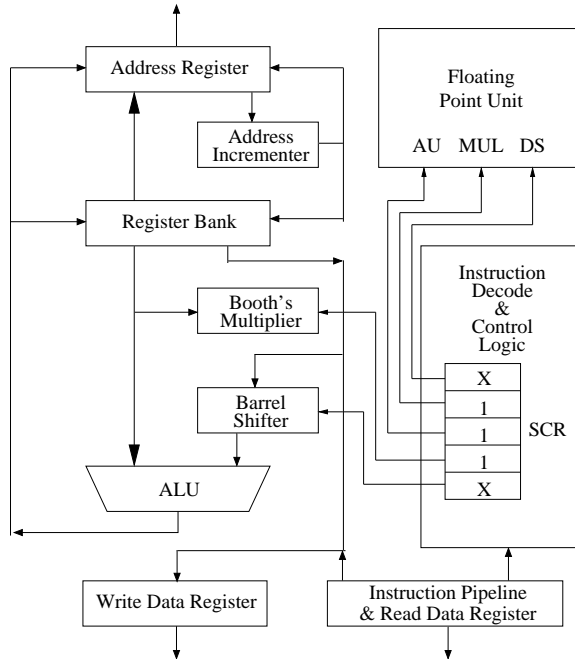 Address Register
Address
Incrementer
Register Bank
Booth's
Multiplier
Barrel
Shifter
ALU
Write Data Register
Floating
Point Unit
AU MUL DS
Instruction
Decode
&
Control
Logic
X
1
1
1
X
SCR
Instruction Pipeline
& Read Data Register